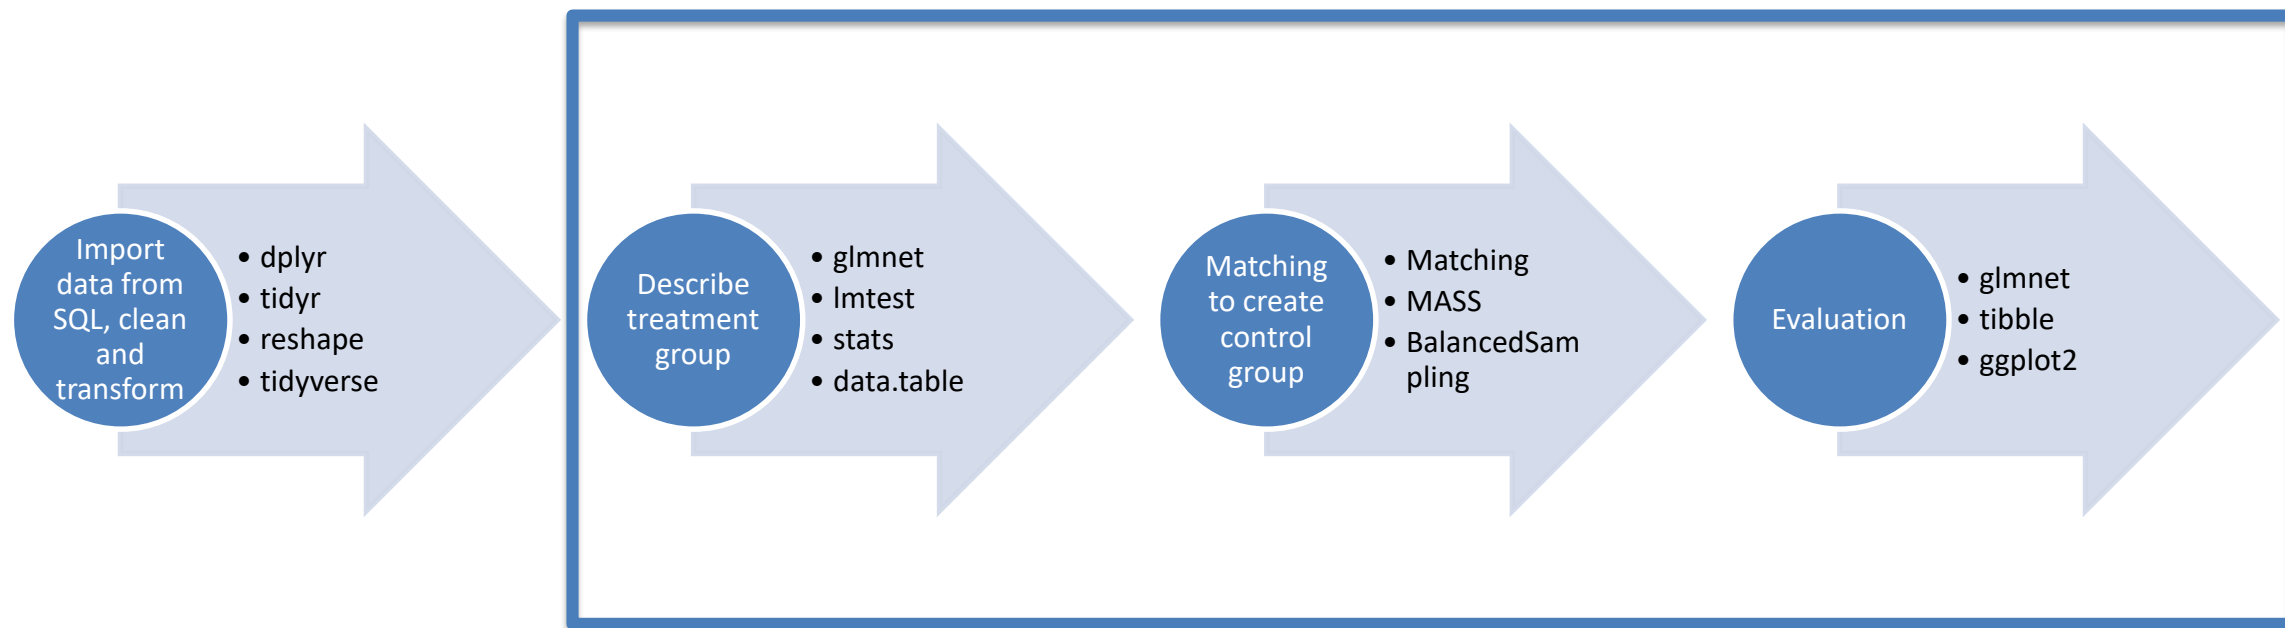 Import
data from
SQL, clean
and
transform
• dplyr
• tidyr
• reshape
• tidyverse
Describe
treatment
group
• glmnet
• lmtest
• stats
• data.table
Matching
to create
control
group
• Matching
• MASS
• BalancedSam
pling
Evaluation
• glmnet
• tibble
• ggplot2